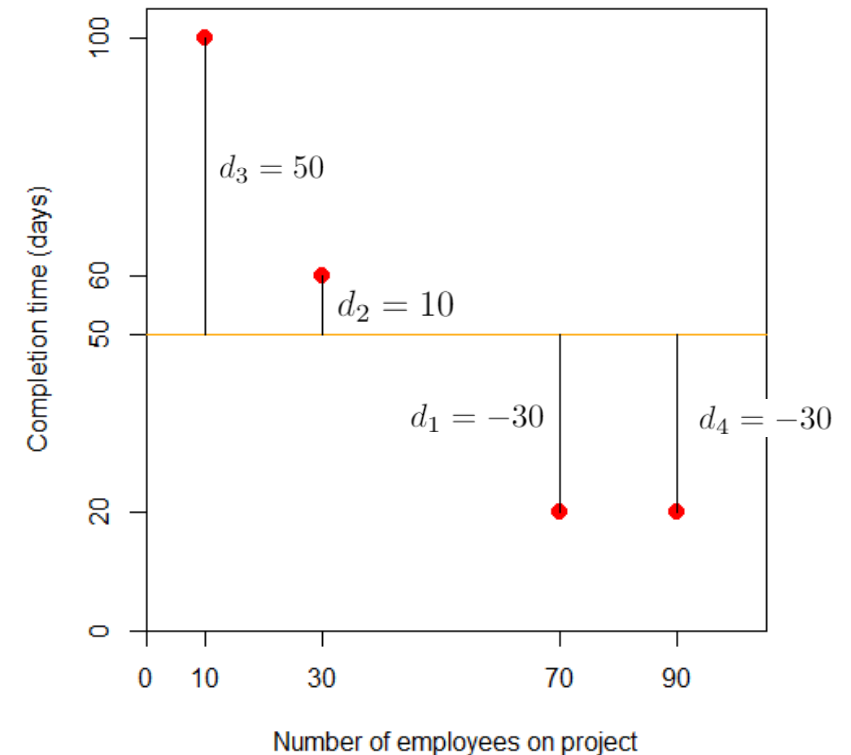 100
d₃ = 50
60
d₂ = 10
50
Completion time (days)
d₁ = −30
d₄ = −30
20
0
0 10 30 70 90
Number of employees on project